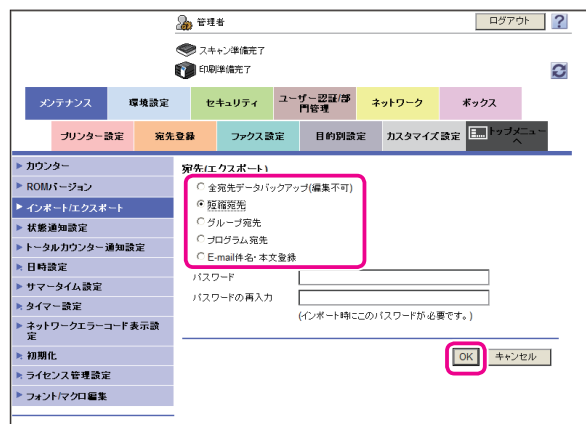 管理者
ログアウト
?
スキャン準備完了
印刷準備完了
メンテナンス
環境設定
セキュリティ
ユーザー認証/部
門管理
ネットワーク
ボックス
プリンター設定
宛先登録
ファクス設定
目的別設定
カスタマイズ設定
トップメニュー
へ
カウンター
ROMバージョン
インポート/エクスポート
状態通知設定
トータルカウンター通知設定
日時設定
サマータイム設定
タイマー設定
ネットワークエラーコード表示設
定
初期化
ライセンス管理設定
フォント/マクロ編集
宛先(エクスポート)
全宛先データバックアップ(編集不可)
短縮宛先
グループ宛先
プログラム宛先
E-mail件名・本文登録
パスワード
パスワードの再入力
(インポート時にこのパスワードが必要です。)
OK
キャンセル